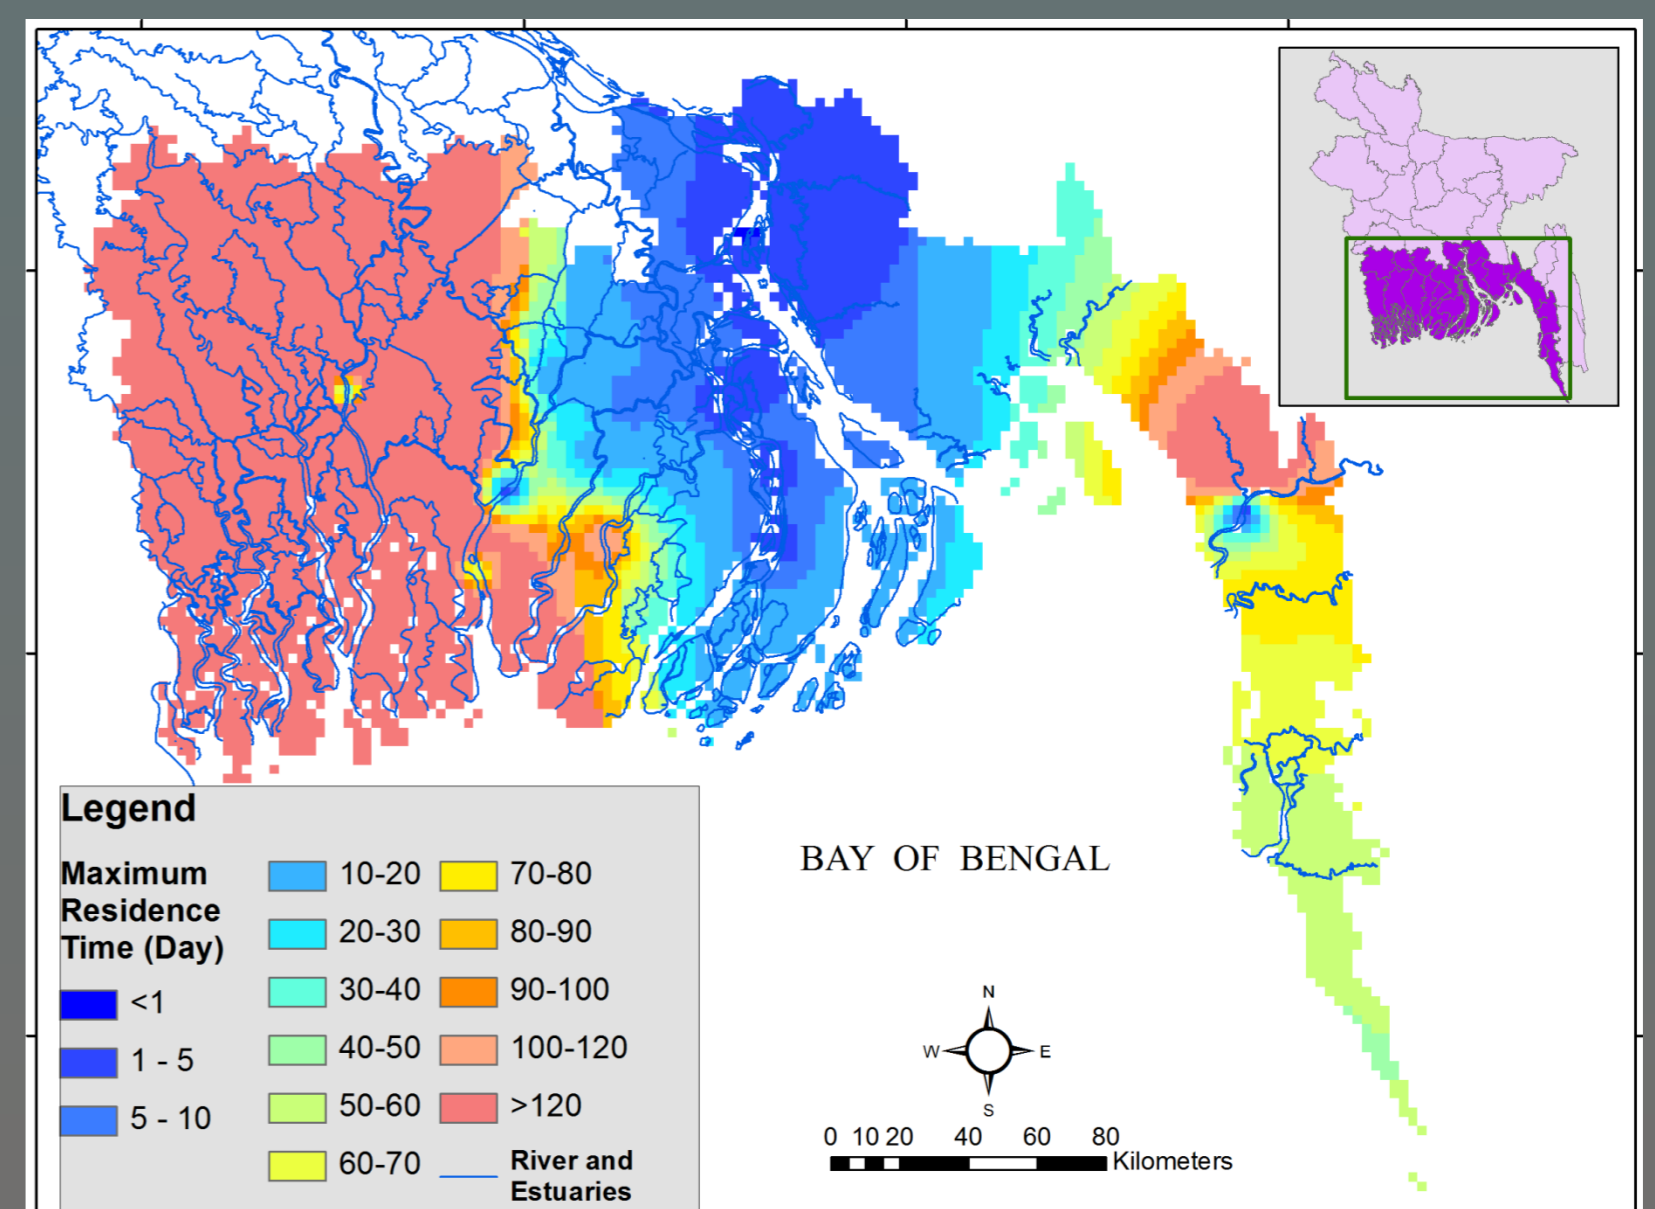 BAY OF BENGAL
Legend
Maximum
Residence
Time (Day)
<1
1 - 5
5 - 10
10-20
20-30
30-40
40-50
50-60
60-70
70-80
80-90
90-100
100-120
>120
River and
Estuaries
N
W E
S
0 10 20 40 60 80
Kilometers